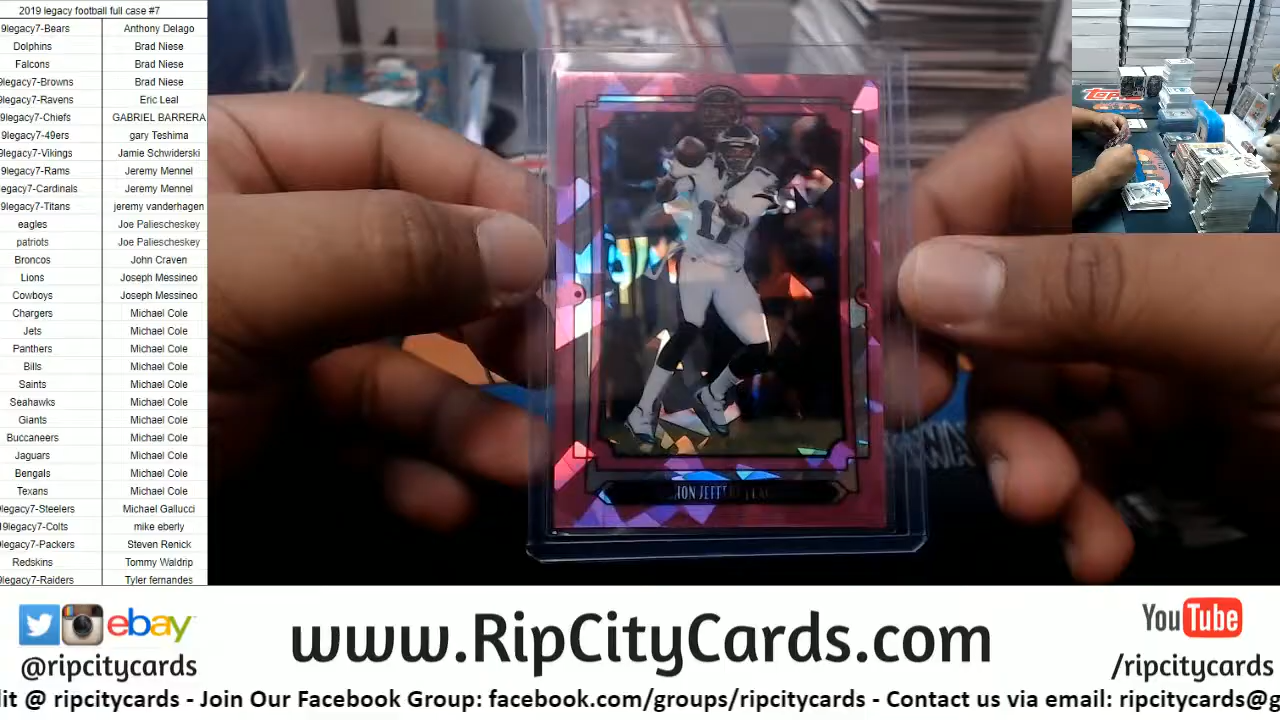 2019 legacy football full case #7
9legacy7-Bears Anthony Delago
Dolphins Brad Niese
Falcons Brad Niese
9legacy7-Browns Brad Niese
9legacy7-Ravens Eric Leal
9legacy7-Chiefs GABRIEL BARRERA
9legacy7-49ers gary Teshima
9legacy7-Vikings Jamie Schwiderski
9legacy7-Rams Jeremy Mennel
egacy7-Cardinals Jeremy Mennel
9legacy7-Titans jeremy vanderhagen
eagles Joe Paliescheskey
patriots Joe Paliescheskey
Broncos John Craven
Lions Joseph Messineo
Cowboys Joseph Messineo
Chargers Michael Cole
Jets Michael Cole
Panthers Michael Cole
Bills Michael Cole
Saints Michael Cole
Seahawks Michael Cole
Giants Michael Cole
Buccaneers Michael Cole
Jaguars Michael Cole
Bengals Michael Cole
Texans Michael Cole
9legacy7-Steelers Michael Gallucci
19legacy7-Colts mike eberly
legacy7-Packers Steven Renick
Redskins Tommy Waldrip
9legacy7-Raiders Tyler fernandes
17
TOPPS
ebay
@ripcitycards
www.RipCityCards.com
YouTube
/ripcitycards
dit @ ripcitycards - Join Our Facebook Group: facebook.com/groups/ripcitycards - Contact us via email: ripcitycards@g